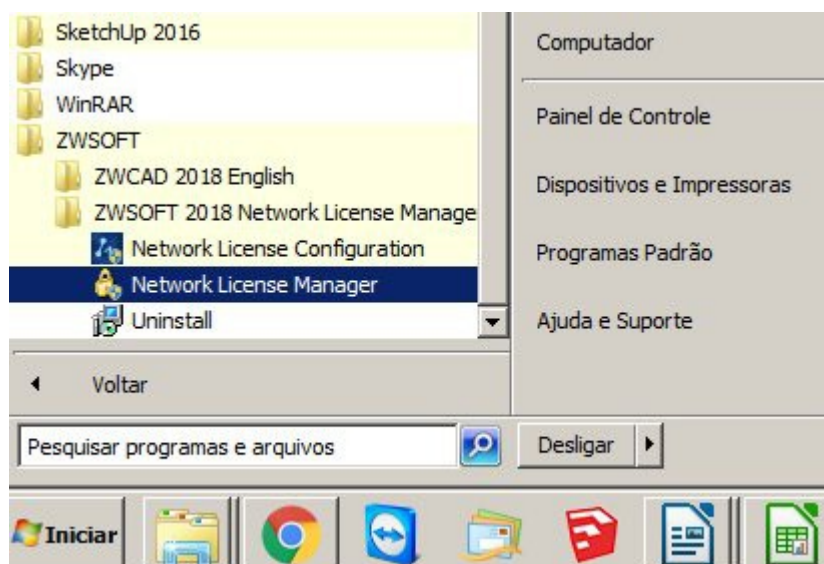 SketchUp 2016
Skype
WinRAR
ZWSOFT
ZWCAD 2018 English
ZWSOFT 2018 Network License Manage
Network License Configuration
Network License Manager
Uninstall
Voltar
Pesquisar programas e arquivos
Computador
Painel de Controle
Dispositivos e Impressoras
Programas Padrão
Ajuda e Suporte
Desligar
Iniciar